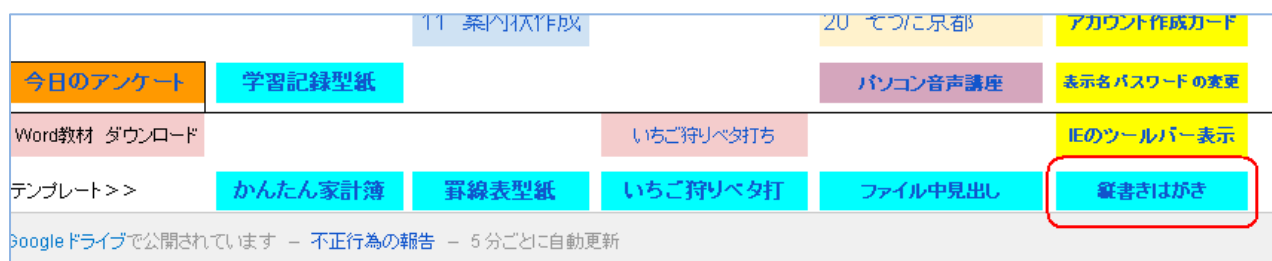 11 案内状作成 20 そうだ京都 アカウント作成カード
今日のアンケート 学習記録型紙 パソコン音声講座 表示名パスワードの変更
Word教材 ダウンロード いちご狩りベタ打ち IEのツールバー表示
テンプレート>> かんたん家計簿 罫線表型紙 いちご狩りベタ打 ファイル中見出し 縦書きはがき
Googleドライブで公開されています – 不正行為の報告 – 5分ごとに自動更新